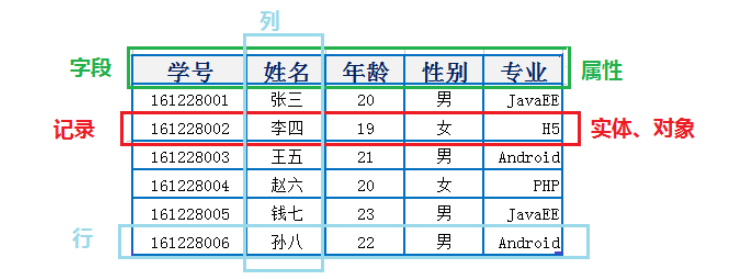 列
字段 学号 姓名 年龄 性别 专业 属性
161228001 张三 20 男 JavaEE
记录 161228002 李四 19 女 H5 实体、对象
161228003 王五 21 男 Android
161228004 赵六 20 女 PHP
161228005 钱七 23 男 JavaEE
行 161228006 孙八 22 男 Android